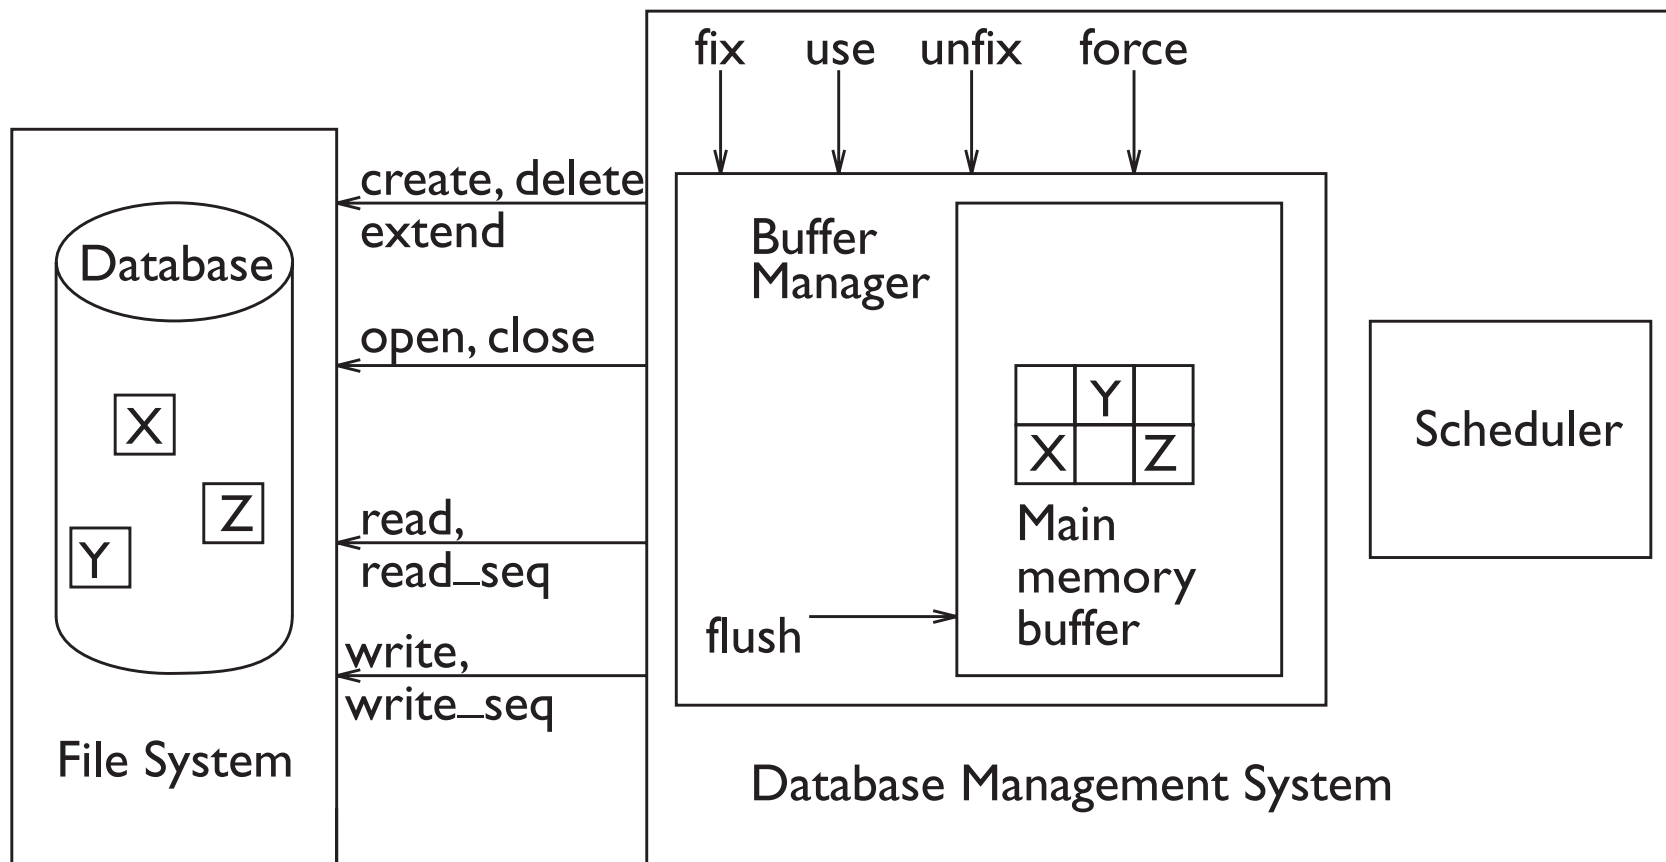 fix use unfix force
create, delete
extend
Database
Buffer
Manager
open, close
Y
X
X Z
Scheduler
Z
Y
read,
read_seq
Main
memory
buffer
flush
write,
write_seq
File System
Database Management System